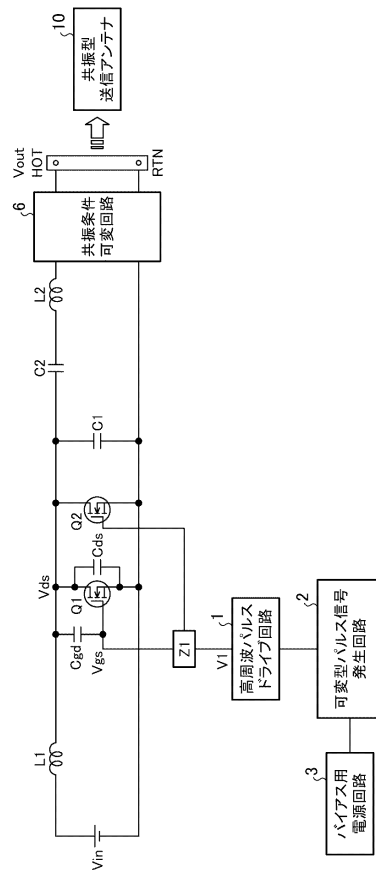 Vin
L1
Vds
Cgd
Vgs
Q1
Cds
Q2
C1
C2
L2
6
共振条件
可変回路
Vout
HOT
RTN
10
共振型
送信アンテナ
Z1
V1
1
高周波パルス
ドライブ回路
2
可変型パルス信号
発生回路
3
バイアス用
電源回路